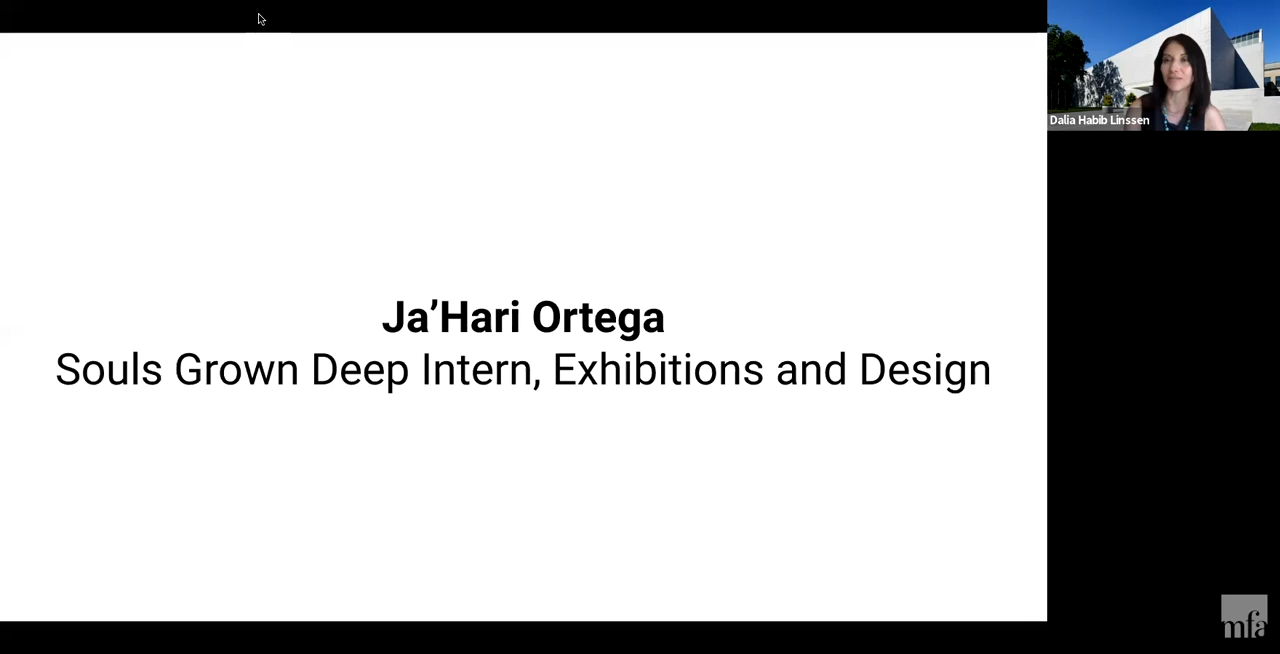 Dalia Habib Linssen
Ja’Hari Ortega
Souls Grown Deep Intern, Exhibitions and Design
mfa